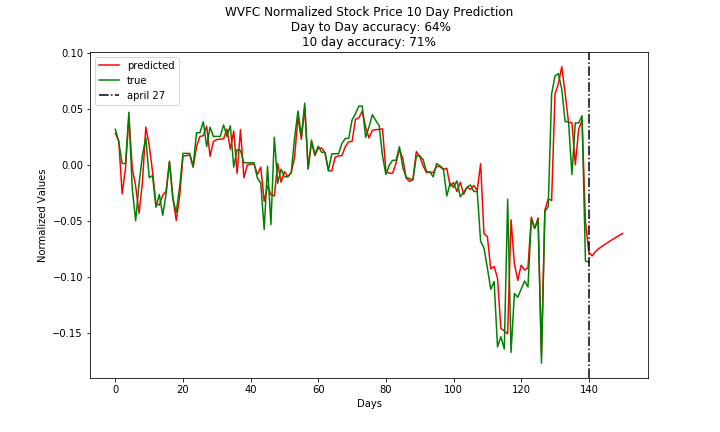 WVFC Normalized Stock Price 10 Day Prediction
Day to Day accuracy: 64%
10 day accuracy: 71%
predicted
true
april 27
Normalized Values
0.10
0.05
0.00
−0.05
−0.10
−0.15
0 20 40 60 80 100 120 140
Days